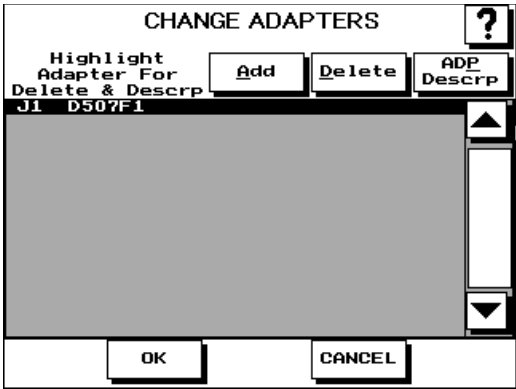 CHANGE ADAPTERS
?
Highlight
Adapter For
Delete & Descrp
Add
Delete
ADP
Descrp
J1 D507F1
OK
CANCEL